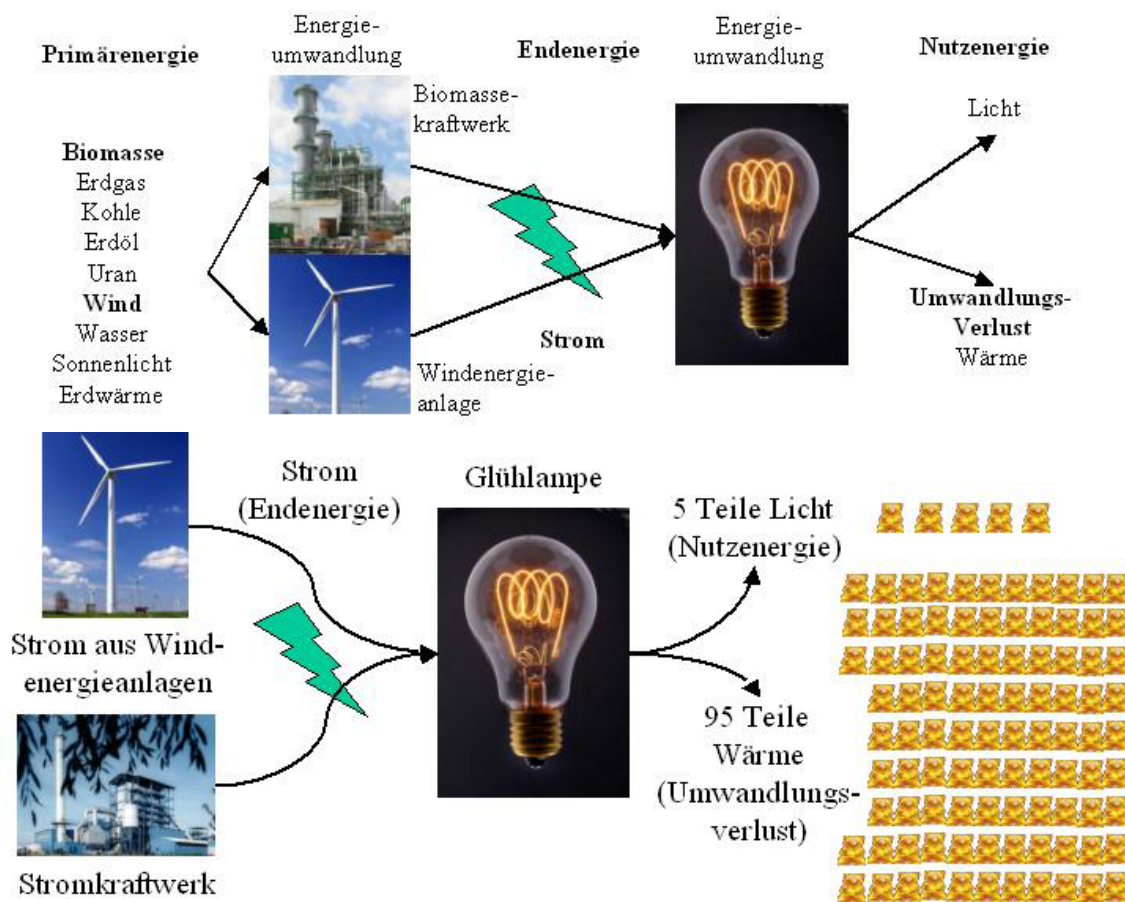 Primärenergie
Energie-
umwandlung
Endenergie
Energie-
umwandlung
Nutzenergie
Biomasse-
kraftwerk
Licht
Biomasse
Erdgas
Kohle
Erdöl
Uran
Wind
Wasser
Sonnenlicht
Erdwärme
Umwandlungs-
Verlust
Wärme
Strom
Windenergie-
anlage
Strom
(Endenergie)
Glühlampe
5 Teile Licht
(Nutzenergie)
Strom aus Wind-
energieanlagen
95 Teile
Wärme
(Umwandlungs-
verlust)
Stromkraftwerk